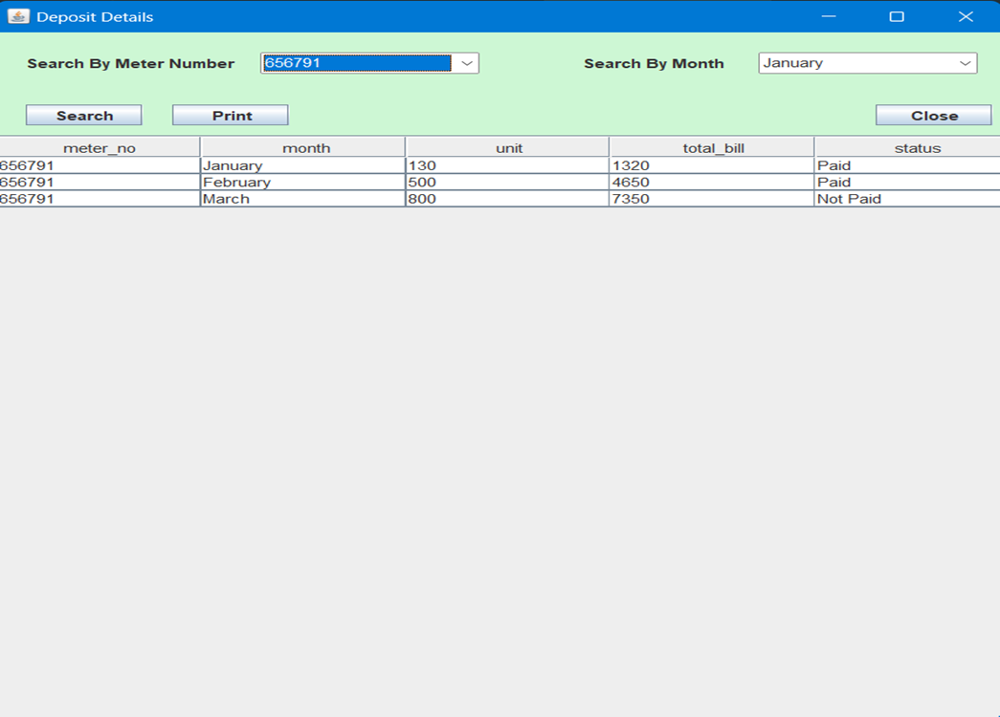 Deposit Details
Search By Meter Number 656791 Search By Month January
Search Print Close
meter_no month unit total_bill status
656791 January 130 1320 Paid
656791 February 500 4650 Paid
656791 March 800 7350 Not Paid